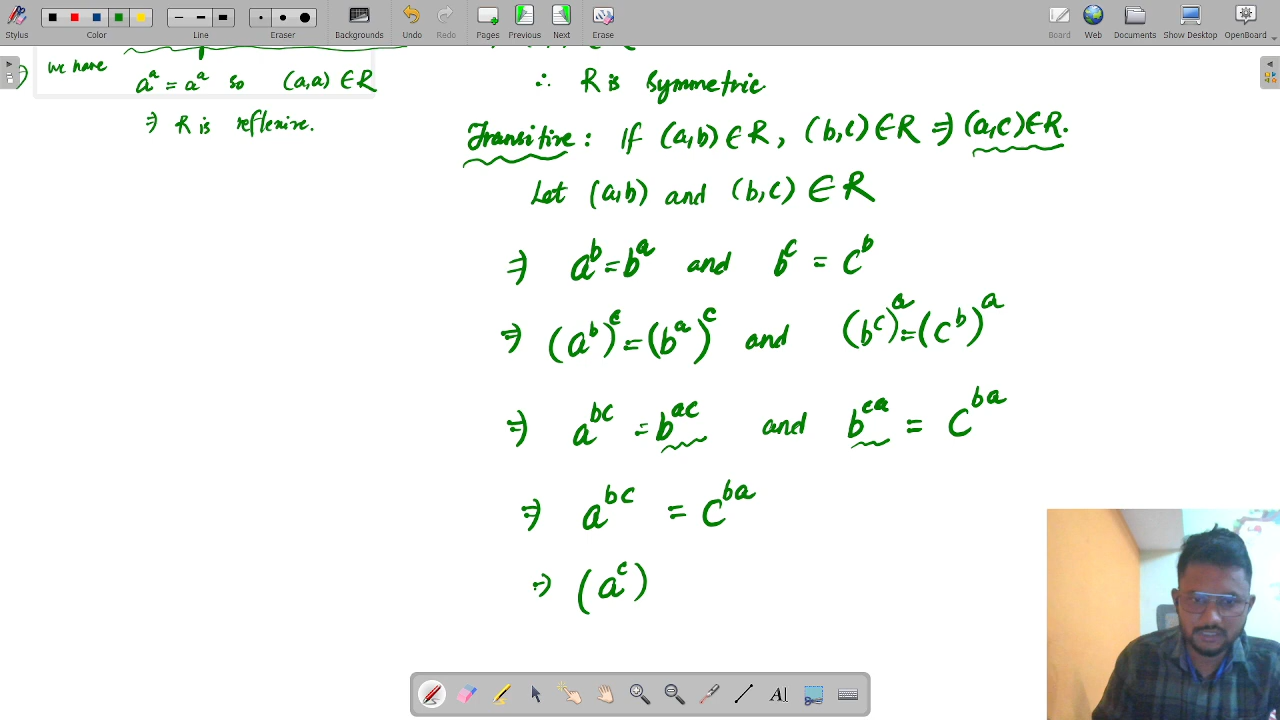 Stylus
Color
Line
Eraser
Backgrounds
Undo
Redo
Pages
Previous
Next
Erase
Board
Web
Documents
Show Desktop
OpenBoard
we have
a^a = a^a so (a,a) ∈ R
⇒ R is reflexive.
∴ R is Symmetric
Transitive : If (a,b) ∈ R, (b,c) ∈ R ⇒ (a,c) ∈ R.
Let (a,b) and (b,c) ∈ R
⇒ a^b = b^a and b^c = c^b
⇒ (a^b)^c = (b^a)^c and (b^c)^a = (c^b)^a
⇒ a^bc = b^ac and b^ca = c^ba
⇒ a^bc = c^ba
⇒ (a^c)
AI